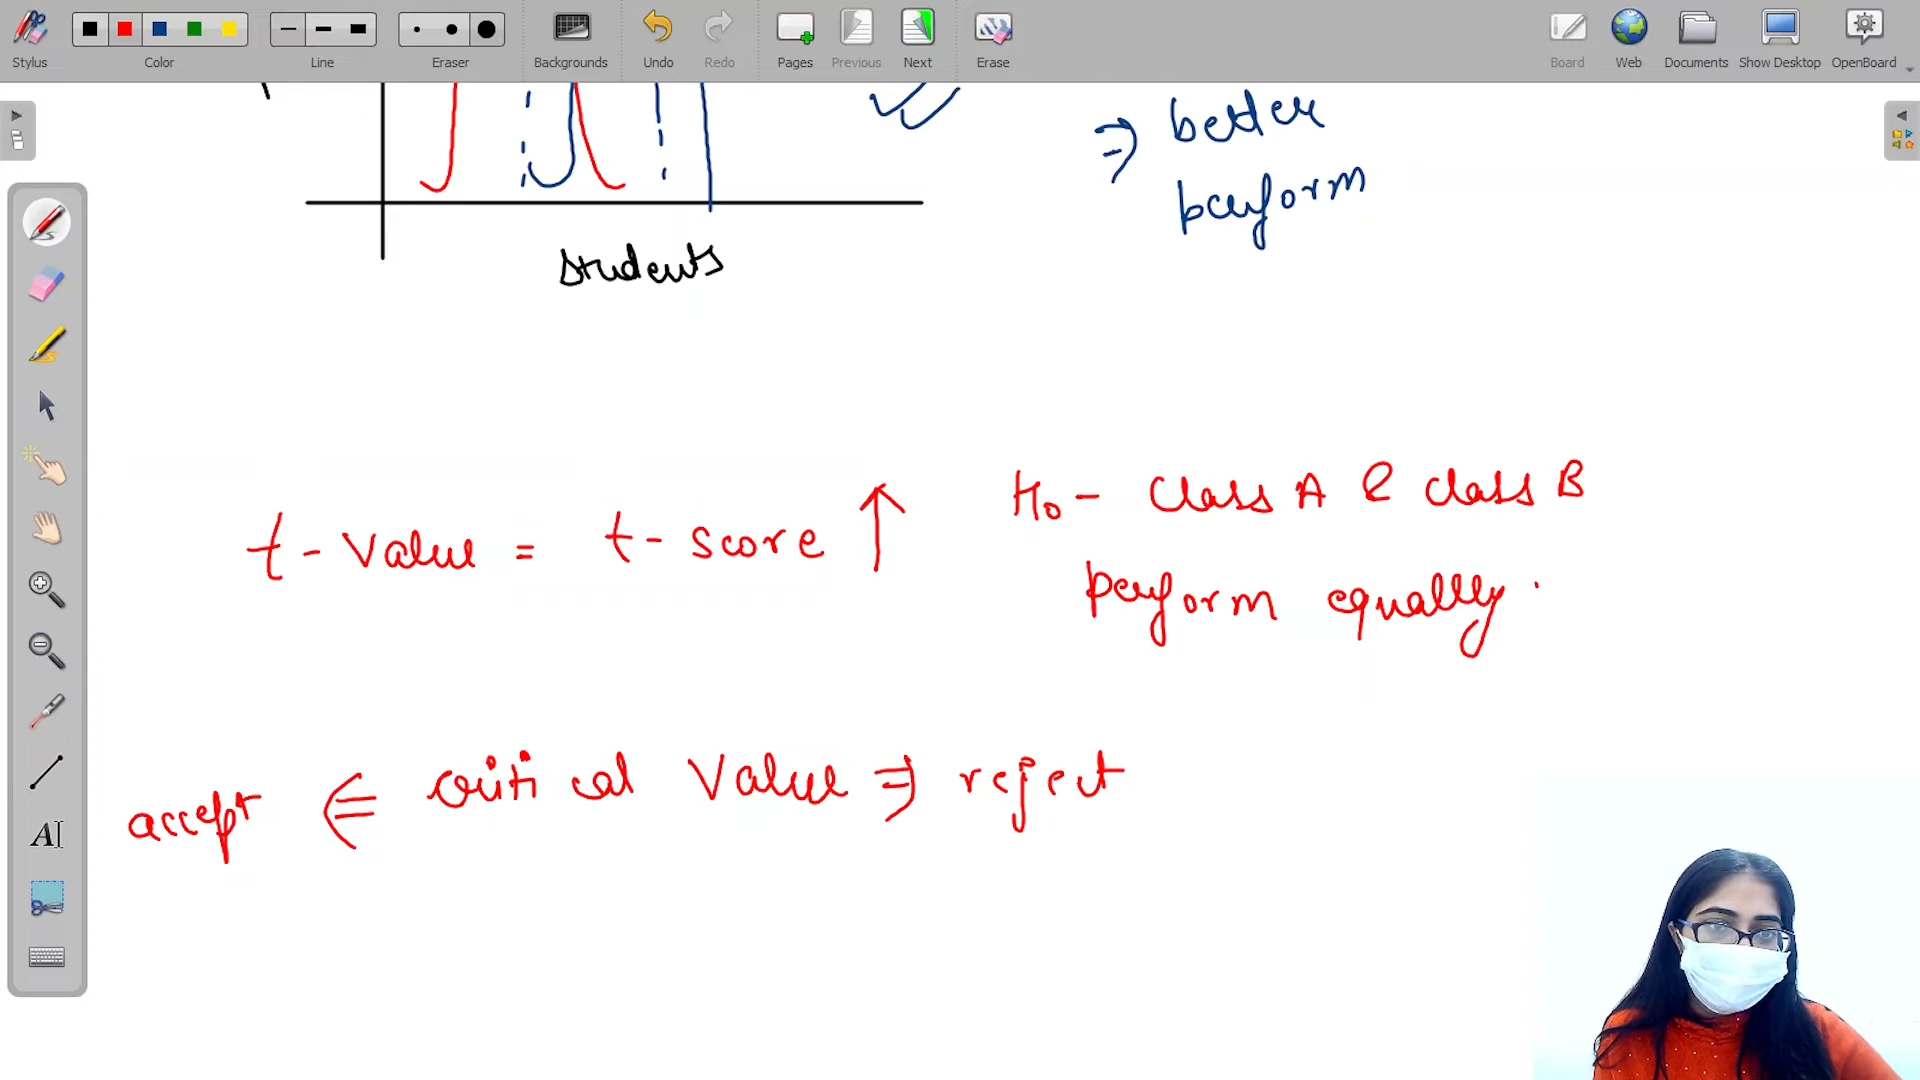 Stylus
Color
Line
Eraser
Backgrounds
Undo
Redo
Pages
Previous
Next
Erase
Board
Web
Documents
Show Desktop
OpenBoard
⇒ better
perform
students
t - Value = t - score ↑
H₀ - Class A & class B
perform equally.
accept ⇐ critical Value ⇒ reject